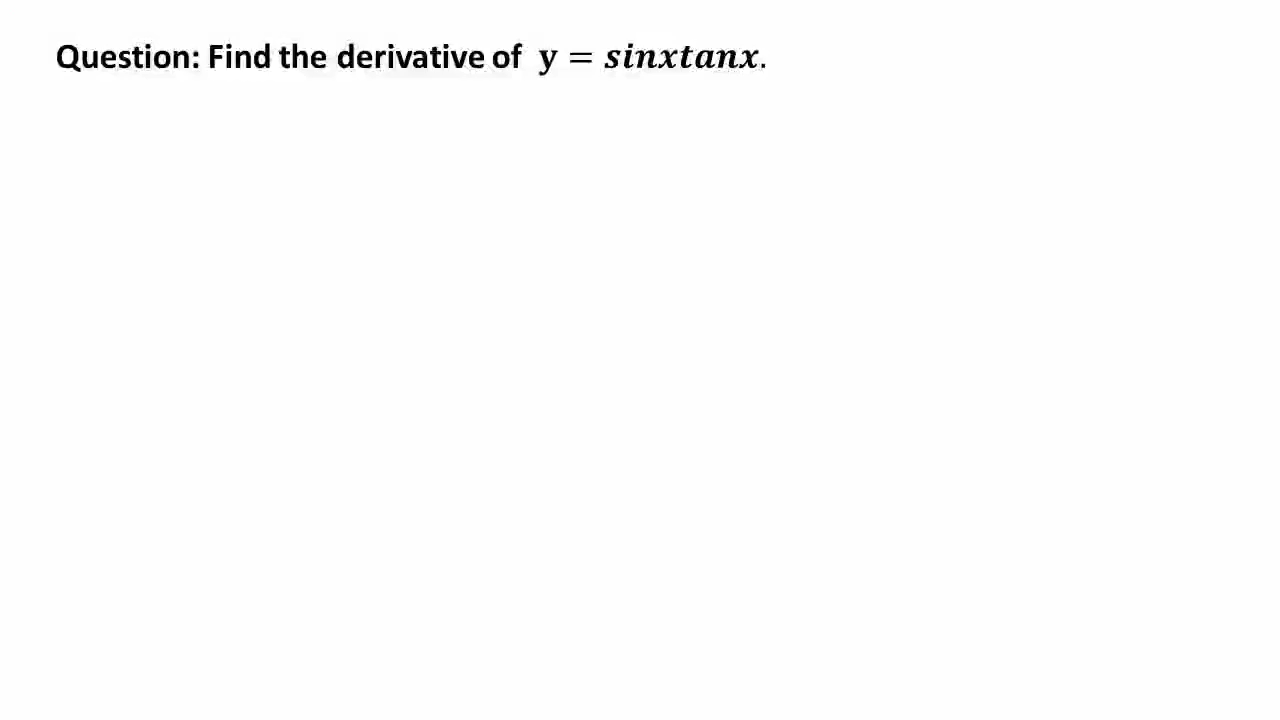 Question: Find the derivative of y = sinxtanx.